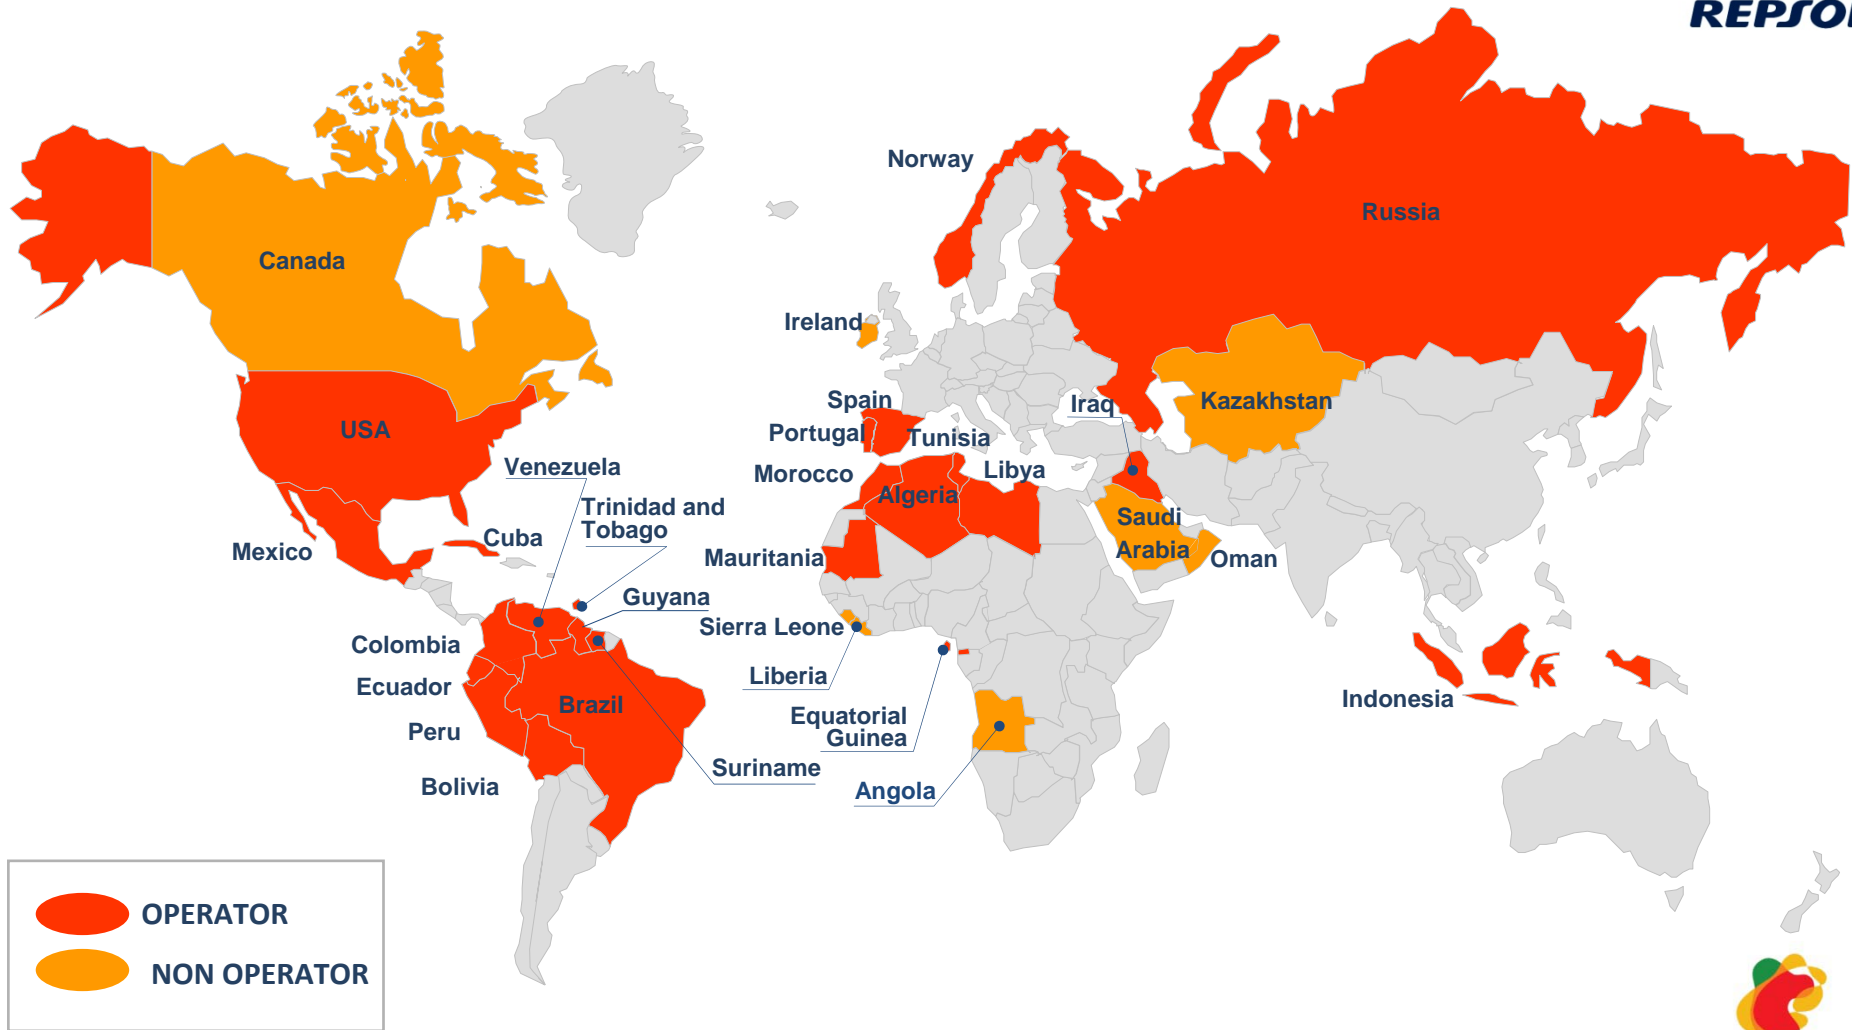 REPSOL
Norway
Russia
Canada
Ireland
Spain
Iraq
Kazakhstan
USA
Portugal
Tunisia
Venezuela
Morocco
Libya
Algeria
Trinidad and
Tobago
Saudi
Arabia
Cuba
Mexico
Mauritania
Oman
Guyana
Sierra Leone
Colombia
Liberia
Ecuador
Indonesia
Brazil
Equatorial
Guinea
Peru
Suriname
Bolivia
Angola
OPERATOR
NON OPERATOR